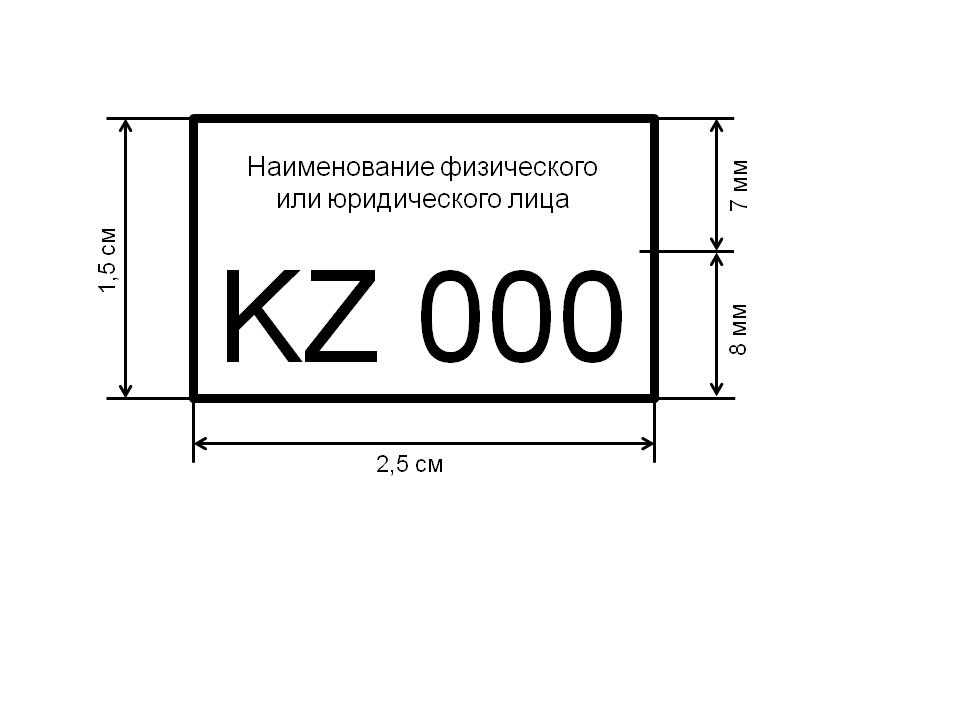 Наименование физического
или юридического лица
KZ 000
1,5 см
7 мм
8 мм
2,5 см